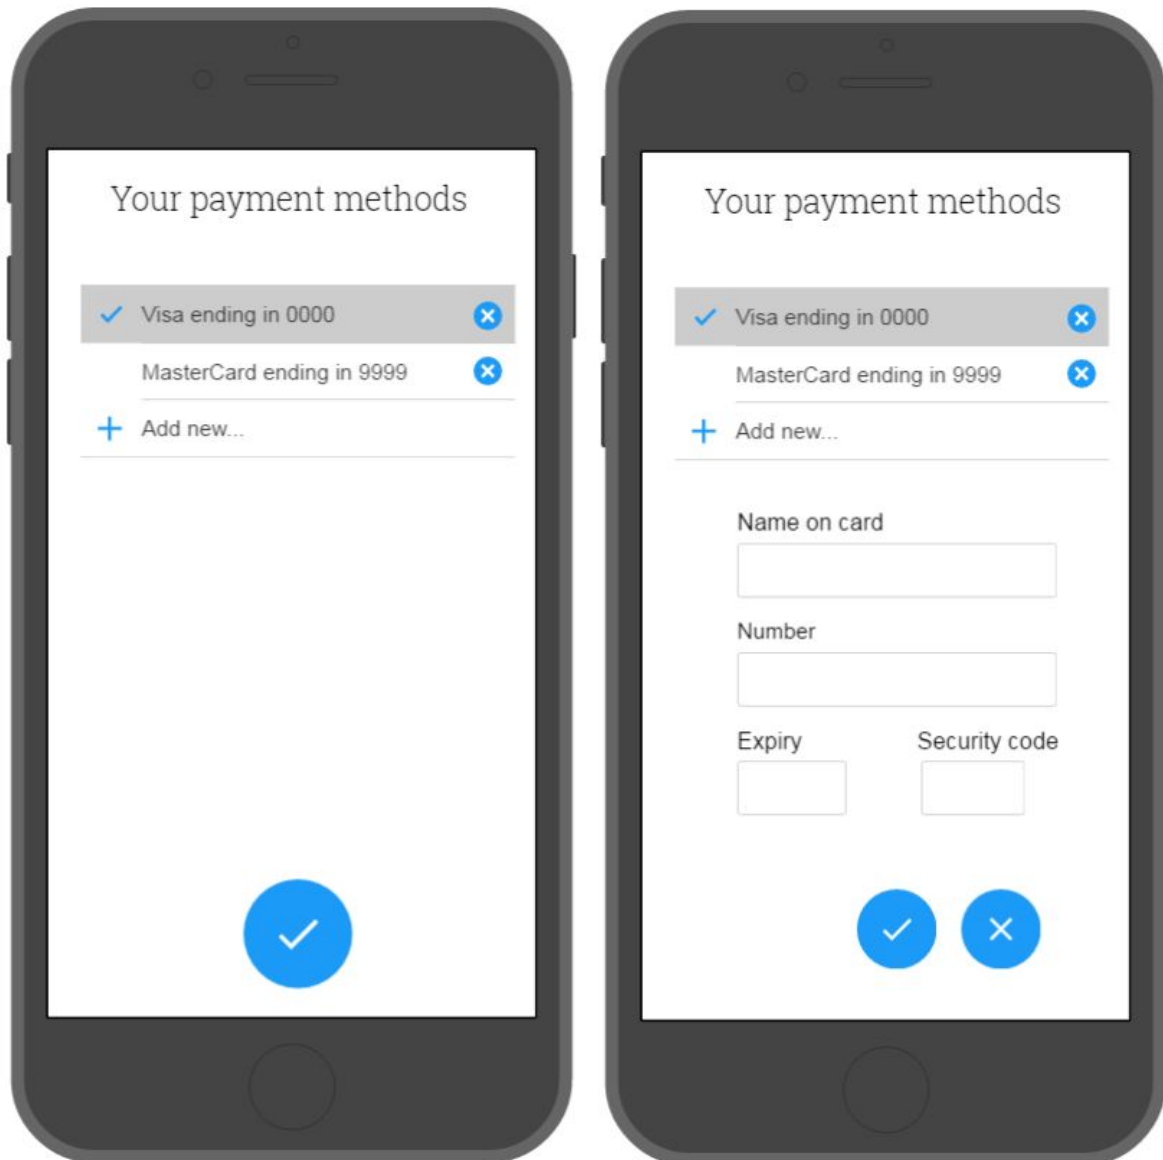 Your payment methods
Visa ending in 0000
MasterCard ending in 9999
Add new...
Your payment methods
Visa ending in 0000
MasterCard ending in 9999
Add new...
Name on card
Number
Expiry Security code